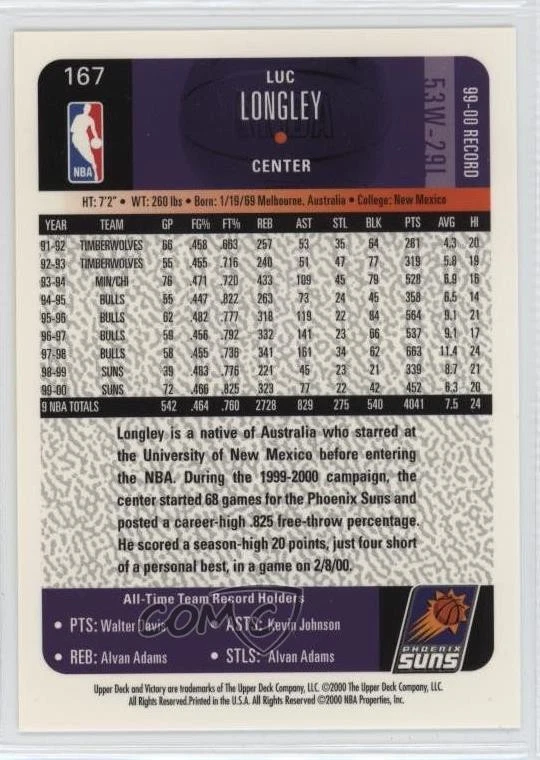 167
NBA
LUC
LONGLEY
CENTER
53W-29L
99-00 RECORD
HT: 7'2" • WT: 260 lbs • Born: 1/19/69 Melbourne, Australia • College: New Mexico
YEAR TEAM GP FG% FT% REB AST STL BLK PTS AVG HI
91-92 TIMBERWOLVES 66 .458 .663 257 53 35 64 281 4.3 20
92-93 TIMBERWOLVES 55 .455 .716 240 51 47 77 319 5.8 19
93-94 MIN/CHI 76 .471 .720 433 109 45 79 528 6.9 16
94-95 BULLS 55 .447 .822 263 73 24 45 358 6.5 14
95-96 BULLS 62 .482 .777 318 119 22 84 564 9.1 21
96-97 BULLS 59 .456 .792 332 141 23 66 537 9.1 17
97-98 BULLS 58 .455 .736 341 161 34 62 663 11.4 24
98-99 SUNS 39 .483 .776 221 45 23 21 339 8.7 21
99-00 SUNS 72 .466 .825 323 77 22 42 452 6.3 20
9 NBA TOTALS 542 .464 .760 2728 829 275 540 4041 7.5 24
Longley is a native of Australia who starred at
the University of New Mexico before entering
the NBA. During the 1999-2000 campaign, the
center started 68 games for the Phoenix Suns and
posted a career-high .825 free-throw percentage.
He scored a season-high 20 points, just four short
of a personal best, in a game on 2/8/00.
All-Time Team Record Holders
• PTS: Walter Davis • ASTS: Kevin Johnson
• REB: Alvan Adams • STLS: Alvan Adams
COMC
PHOENIX
SUNS
Upper Deck and Victory are trademarks of The Upper Deck Company, LLC. ©2000 The Upper Deck Company, LLC.
All Rights Reserved.Printed in the U.S.A. All Rights Reserved. ©2000 NBA Properties, Inc.